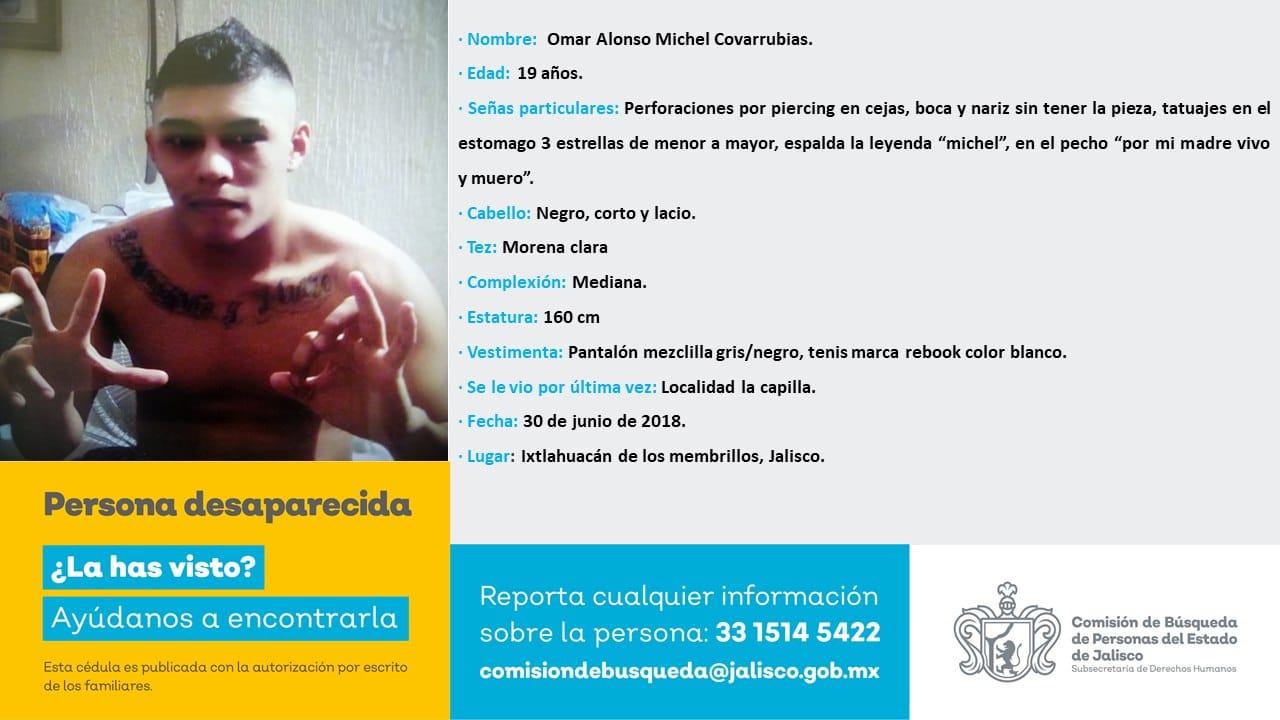 · Nombre: Omar Alonso Michel Covarrubias.
· Edad: 19 años.
· Señas particulares: Perforaciones por piercing en cejas, boca y nariz sin tener la pieza, tatuajes en el
estomago 3 estrellas de menor a mayor, espalda la leyenda “michel”, en el pecho “por mi madre vivo
y muero”.
· Cabello: Negro, corto y lacio.
· Tez: Morena clara
· Complexión: Mediana.
· Estatura: 160 cm
· Vestimenta: Pantalón mezclilla gris/negro, tenis marca rebook color blanco.
· Se le vio por última vez: Localidad la capilla.
· Fecha: 30 de junio de 2018.
· Lugar: Ixtlahuacán de los membrillos, Jalisco.
Persona desaparecida
¿La has visto?
Ayúdanos a encontrarla
Esta cédula es publicada con la autorización por escrito
de los familiares.
Reporta cualquier información
sobre la persona: 33 1514 5422
comisiondebusqueda@jalisco.gob.mx
Comisión de Búsqueda
de Personas del Estado
de Jalisco
Subsecretaría de Derechos Humanos